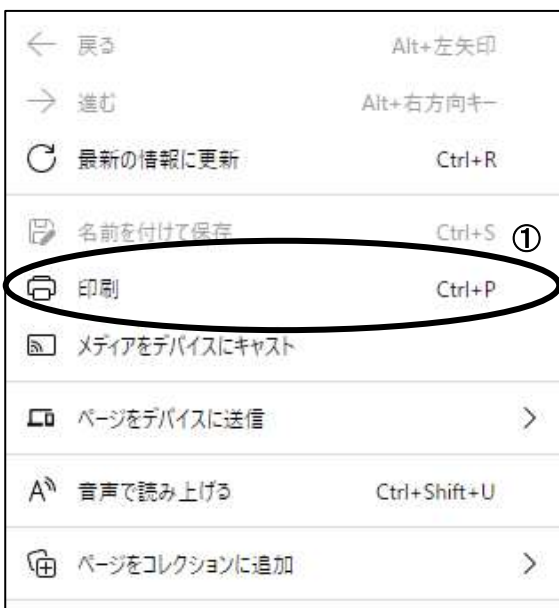 戻る Alt+左矢印
進む Alt+右方向キー
最新の情報に更新 Ctrl+R
名前を付けて保存 Ctrl+S ①
印刷 Ctrl+P
メディアをデバイスにキャスト
ページをデバイスに送信
音声で読み上げる Ctrl+Shift+U
ページをコレクションに追加